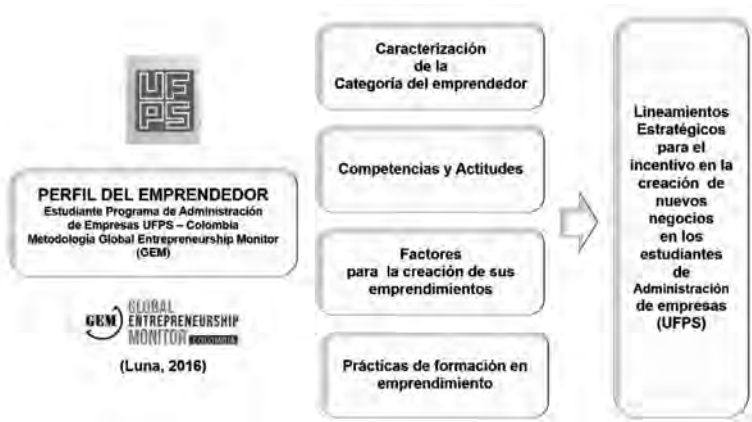 UF
PS
PERFIL DEL EMPRENDEDOR
Estudiante Programa de Administración
de Empresas UFPS – Colombia
Metodología Global Entrepreneurship Monitor
(GEM)
GEM
GLOBAL
ENTREPRENEURSHIP
MONITOR COLOMBIA
(Luna, 2016)
Caracterización
de la
Categoría del emprendedor
Competencias y Actitudes
Factores
para la creación de sus
emprendimientos
Prácticas de formación en
emprendimiento
Lineamientos
Estratégicos
para el
incentivo en la
creación de
nuevos
negocios
en los
estudiantes
de
Administración
de empresas
(UFPS)